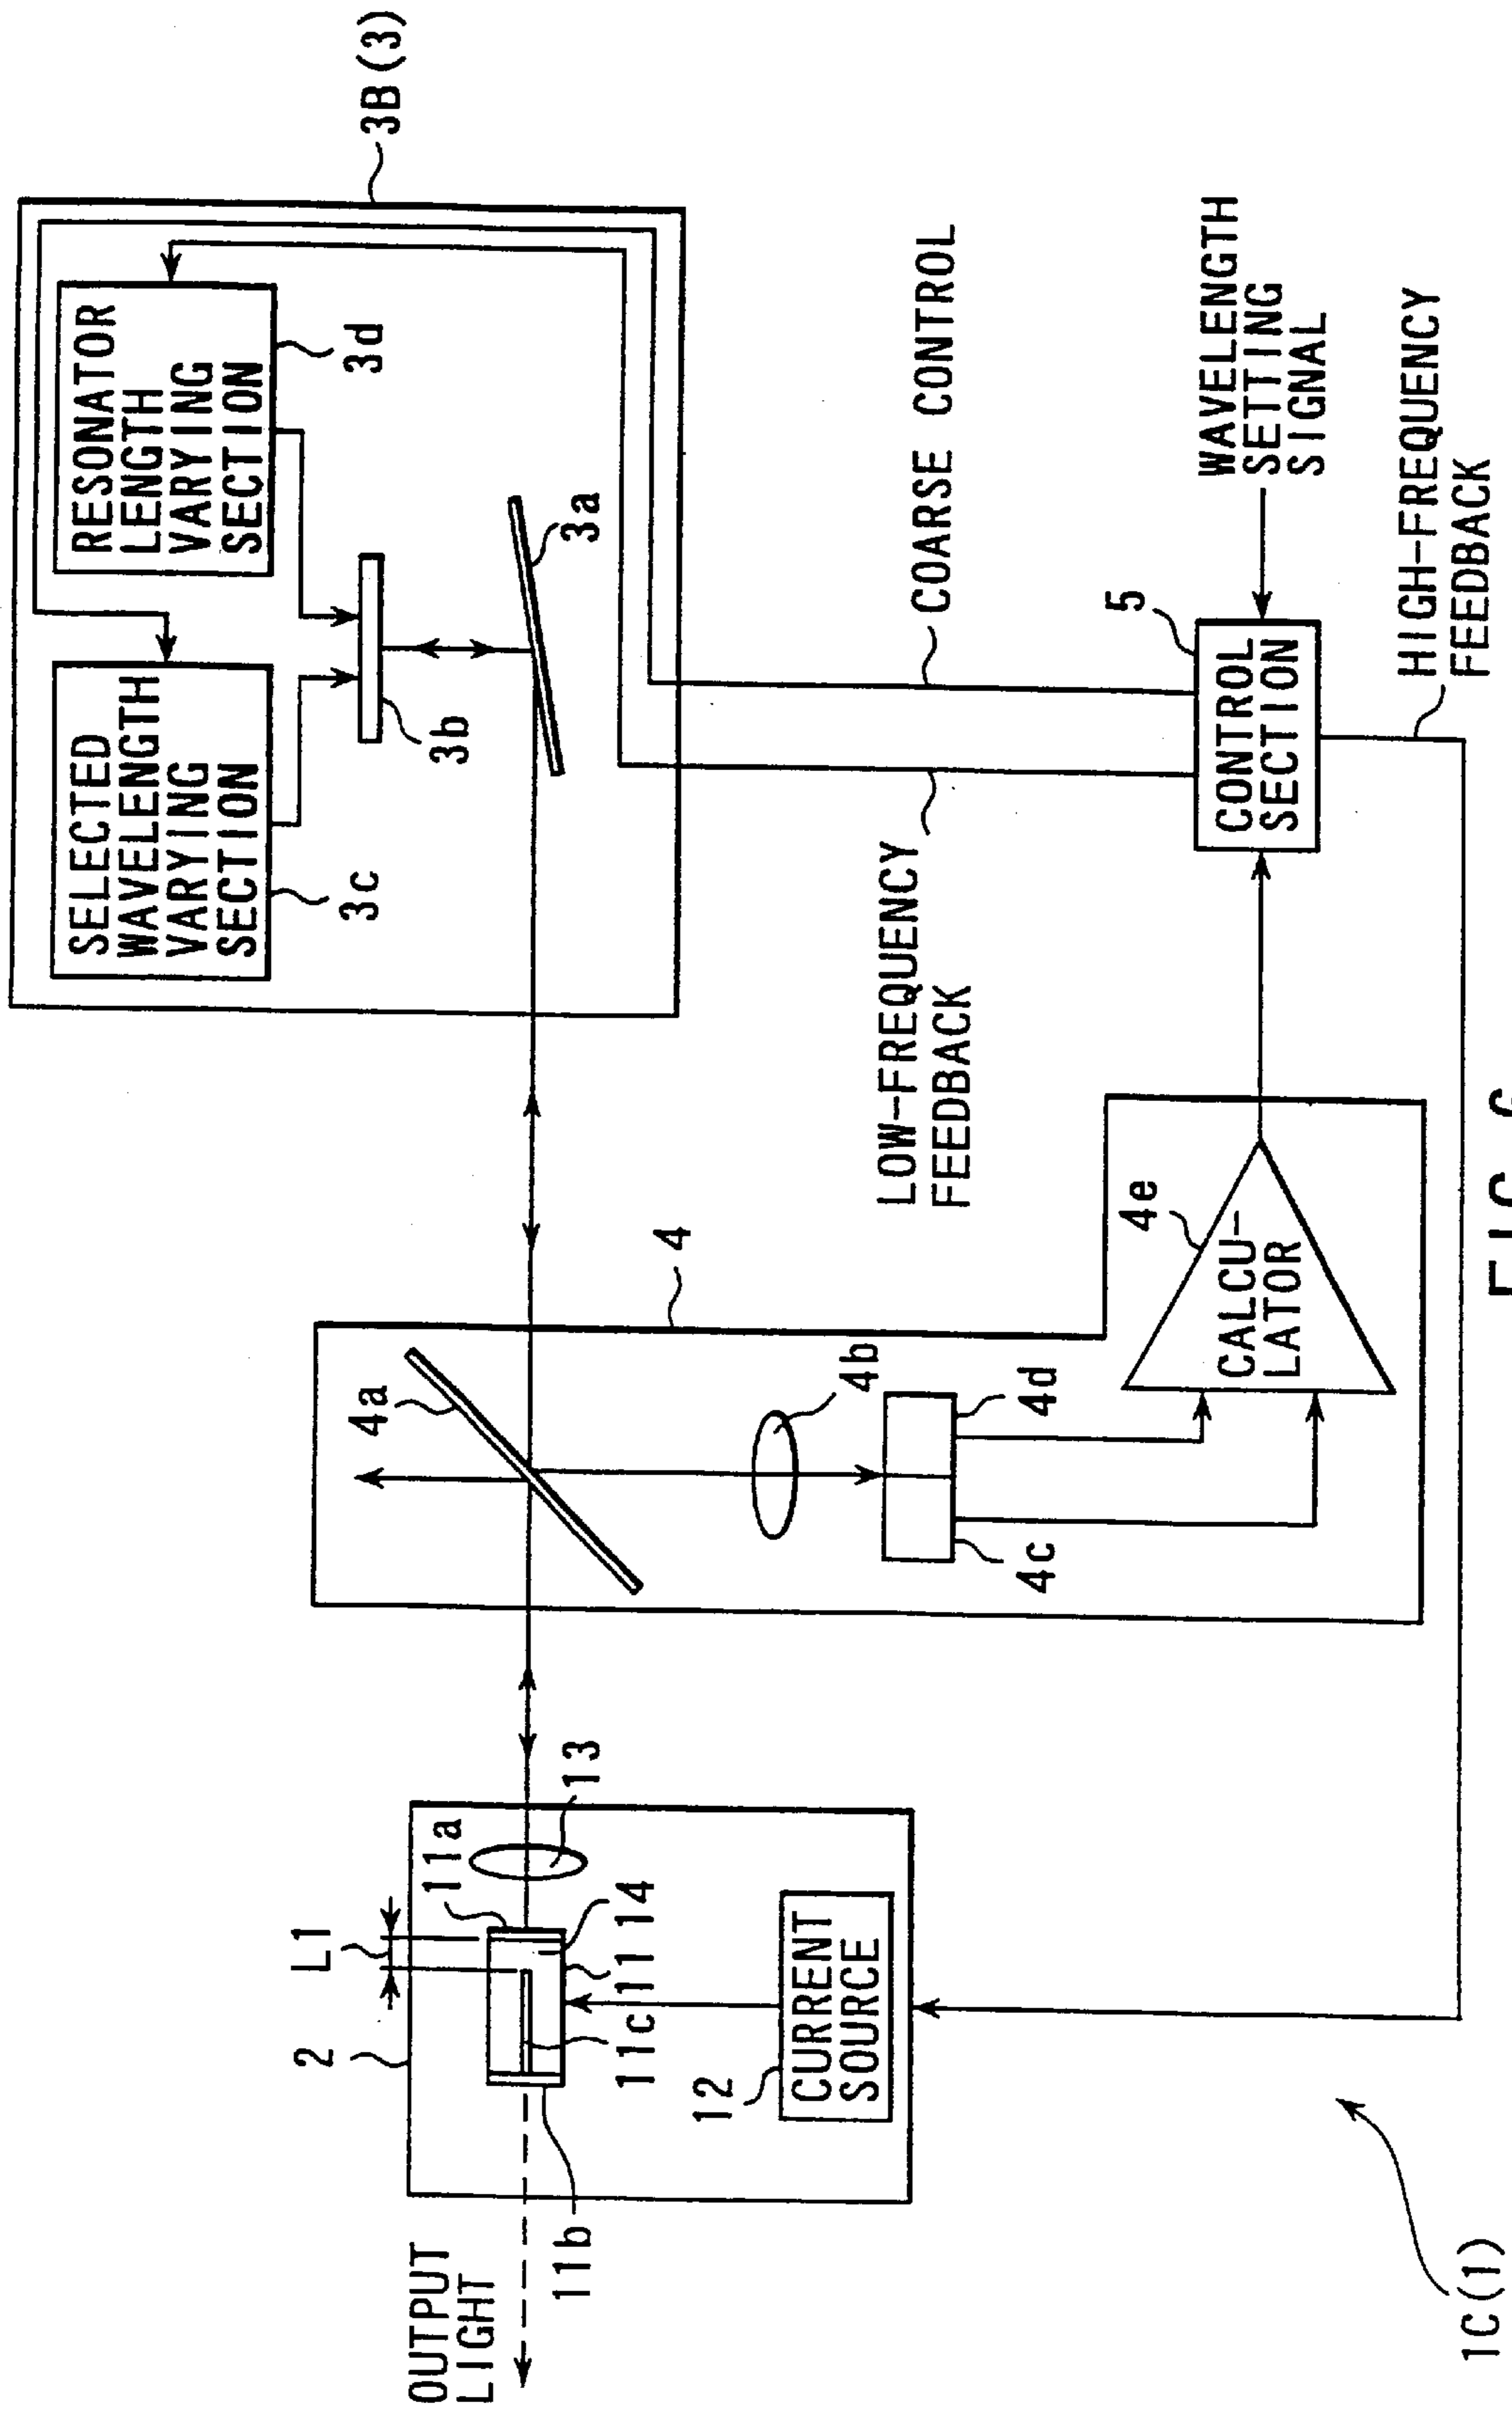 3B(3)
RESONATOR
LENGTH
VARYING
SECTION
3d
SELECTED
WAVELENGTH
VARYING
SECTION
3c
3b
3a
COARSE CONTROL
LOW-FREQUENCY
FEEDBACK
WAVELENGTH
SETTING
SIGNAL
5
CONTROL
SECTION
HIGH-FREQUENCY
FEEDBACK
4
4a
4b
4c
4d
4e
CALCU-
LATOR
L1
2
11a
13
14
11
11c
11b
12
CURRENT
SOURCE
OUTPUT
LIGHT
1C(1)